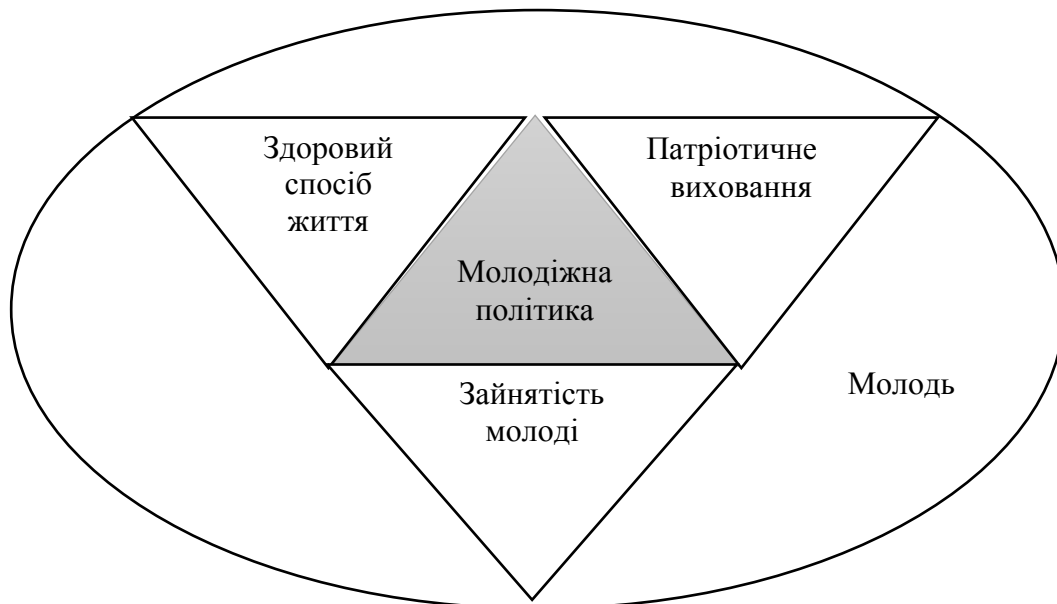 Здоровий
спосіб
життя
Патріотичне
виховання
Молодіжна
політика
Зайнятість
молоді
Молодь